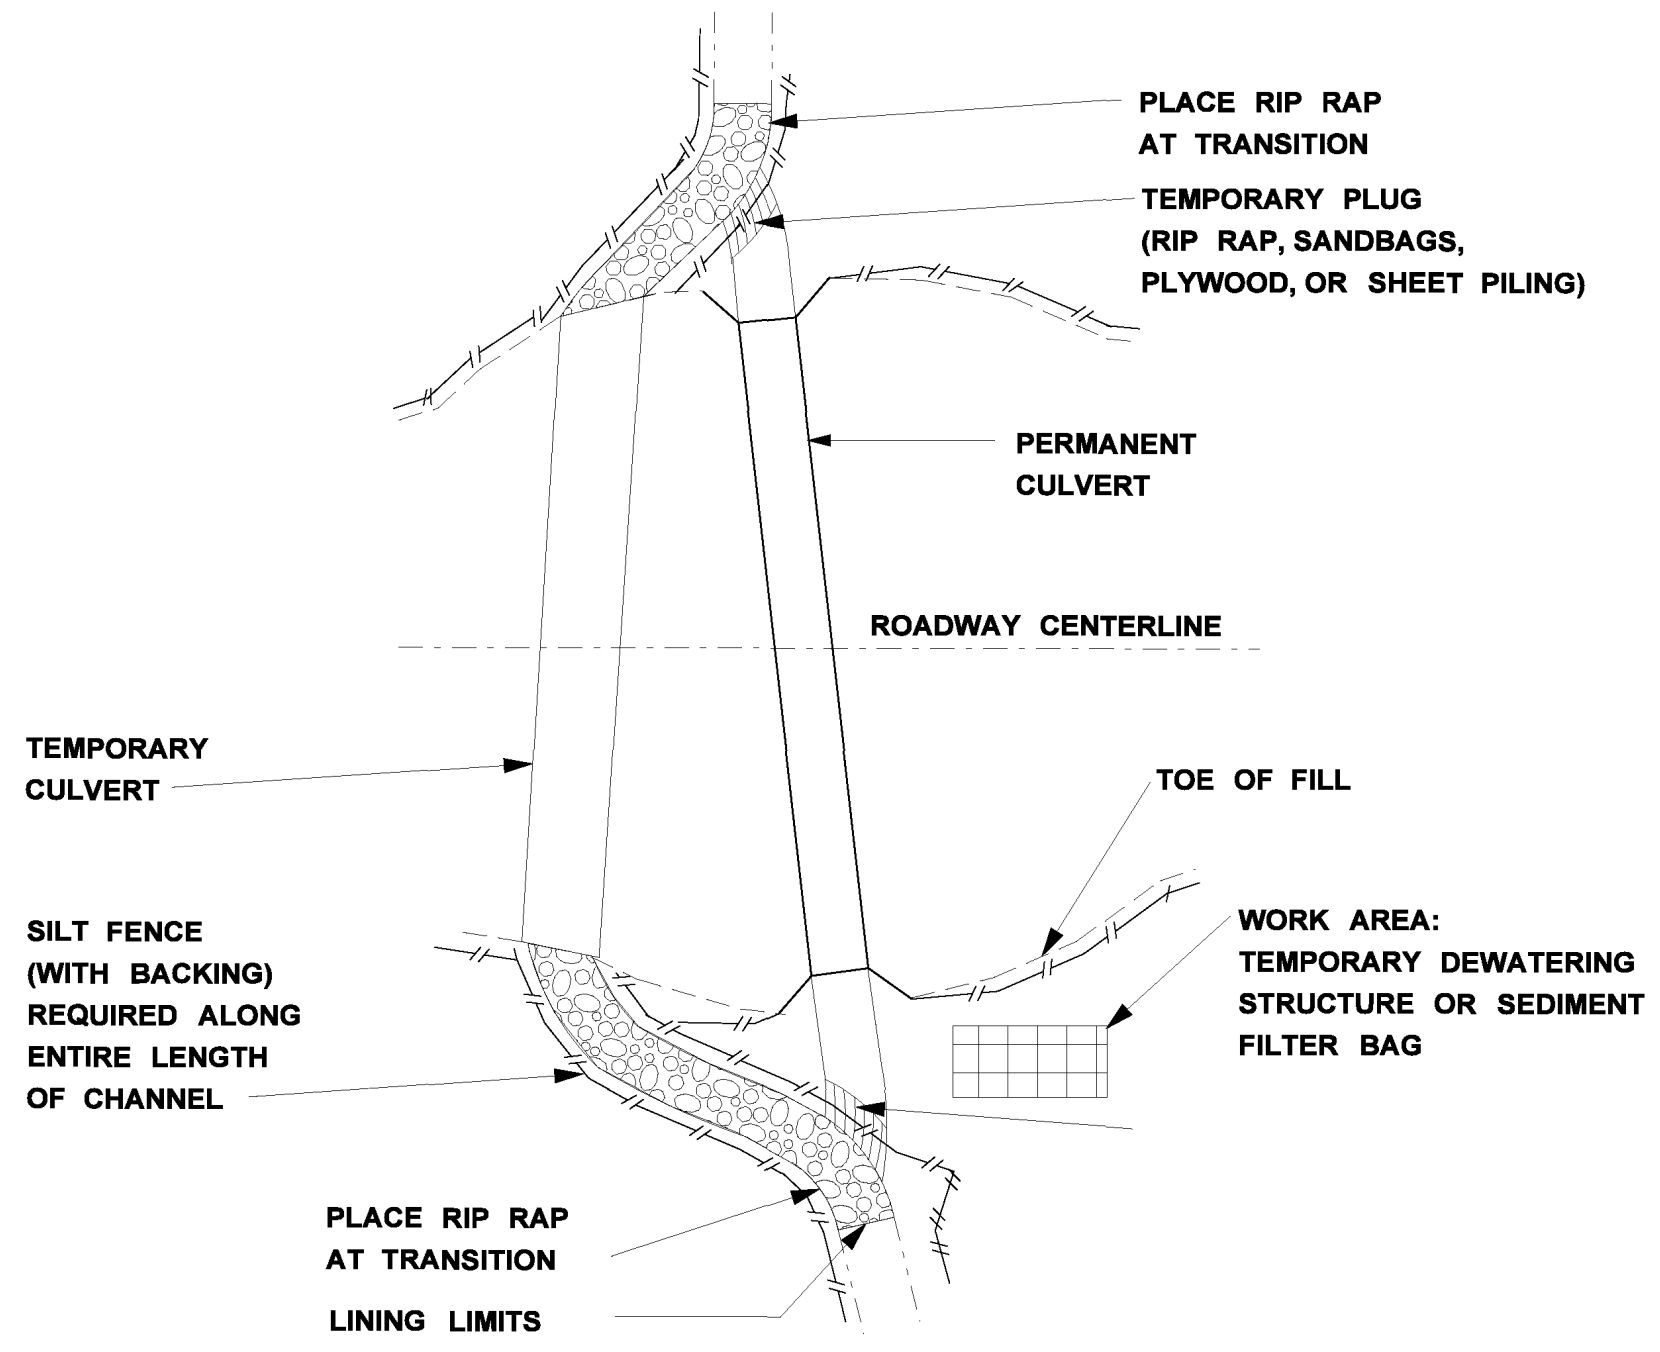 PLACE RIP RAP
AT TRANSITION
TEMPORARY PLUG
(RIP RAP, SANDBAGS,
PLYWOOD, OR SHEET PILING)
PERMANENT
CULVERT
ROADWAY CENTERLINE
TEMPORARY
CULVERT
TOE OF FILL
SILT FENCE
(WITH BACKING)
REQUIRED ALONG
ENTIRE LENGTH
OF CHANNEL
WORK AREA:
TEMPORARY DEWATERING
STRUCTURE OR SEDIMENT
FILTER BAG
PLACE RIP RAP
AT TRANSITION
LINING LIMITS